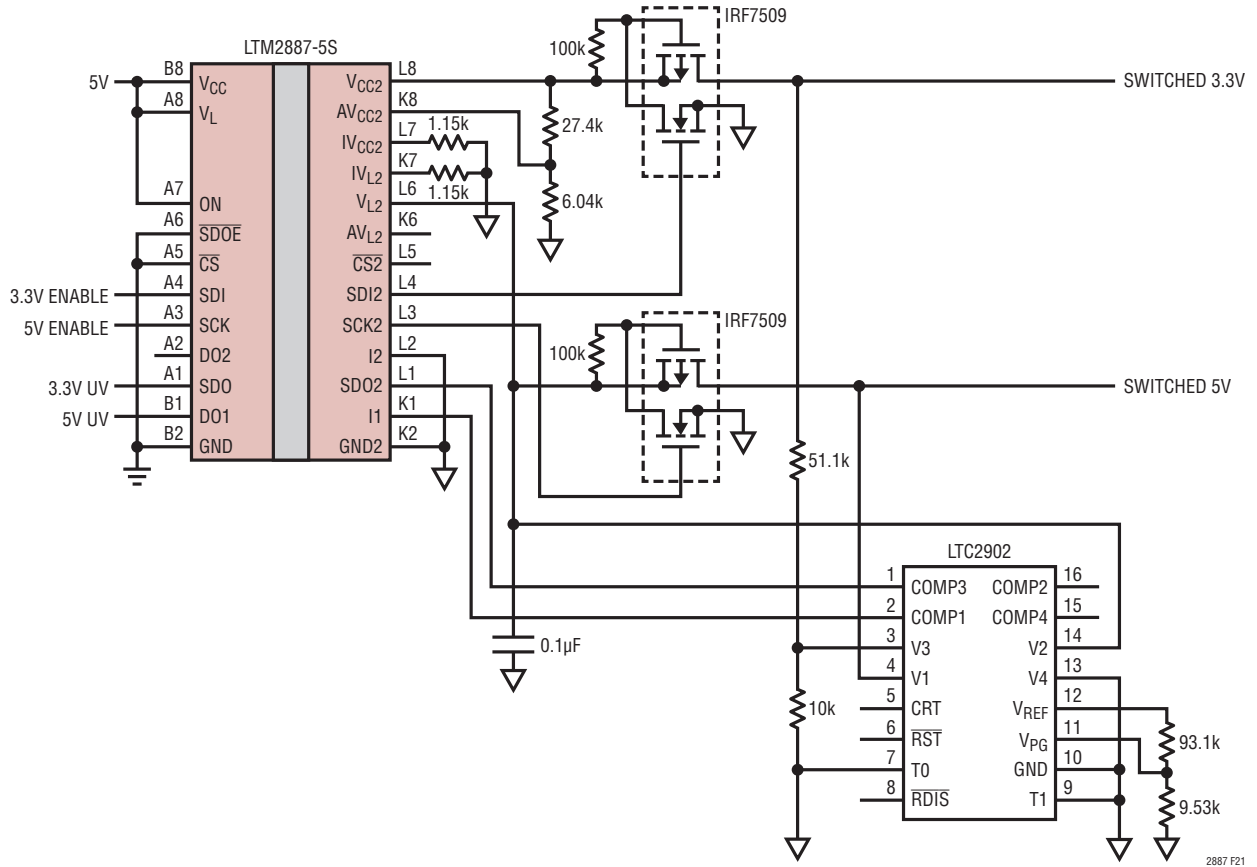 IRF7509
LTM2887-5S
100k
5V
B8
VCC
A8
VL
A7
ON
A6
SDOE
A5
CS
3.3V ENABLE
A4
SDI
5V ENABLE
A3
SCK
A2
DO2
3.3V UV
A1
SDO
5V UV
B1
DO1
B2
GND
VCC2
L8
AVCC2
K8
IVCC2
L7
1.15k
IVL2
K7
1.15k
VL2
L6
AVL2
K6
CS2
L5
SDI2
L4
SCK2
L3
I2
L2
SDO2
L1
I1
K1
GND2
K2
27.4k
6.04k
SWITCHED 3.3V
IRF7509
100k
SWITCHED 5V
51.1k
0.1µF
10k
LTC2902
1
COMP3
COMP2
16
2
COMP1
COMP4
15
3
V3
V2
14
4
V1
V4
13
5
CRT
VREF
12
6
RST
VPG
11
7
T0
GND
10
8
RDIS
T1
9
93.1k
9.53k
2887 F21